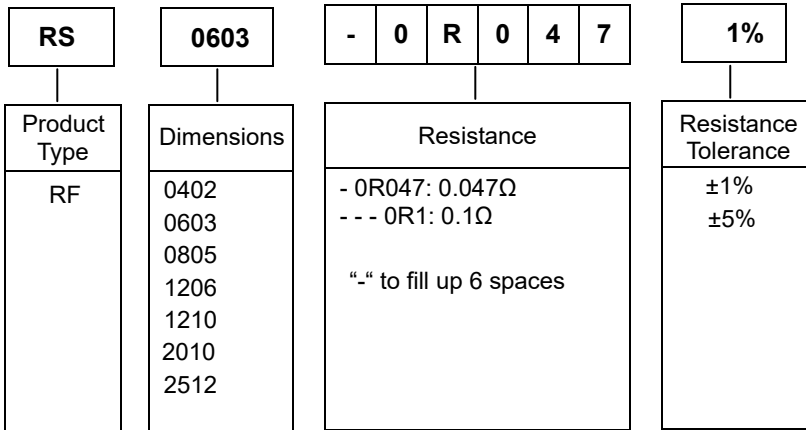 RS 0603 - 0 R 0 4 7 1%
Product Type
Dimensions
Resistance
Resistance Tolerance
RF
0402
0603
0805
1206
1210
2010
2512
- 0R047: 0.047Ω
- - - 0R1: 0.1Ω
“-“ to fill up 6 spaces
±1%
±5%